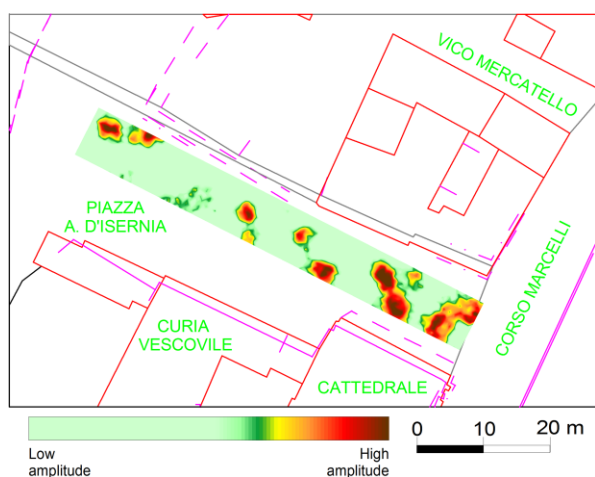 VICO MERCATELLO
PIAZZA
A. D'ISERNIA
CORSO MARCELLI
CURIA
VESCOVILE
CATTEDRALE
Low
amplitude
High
amplitude
0 10 20 m